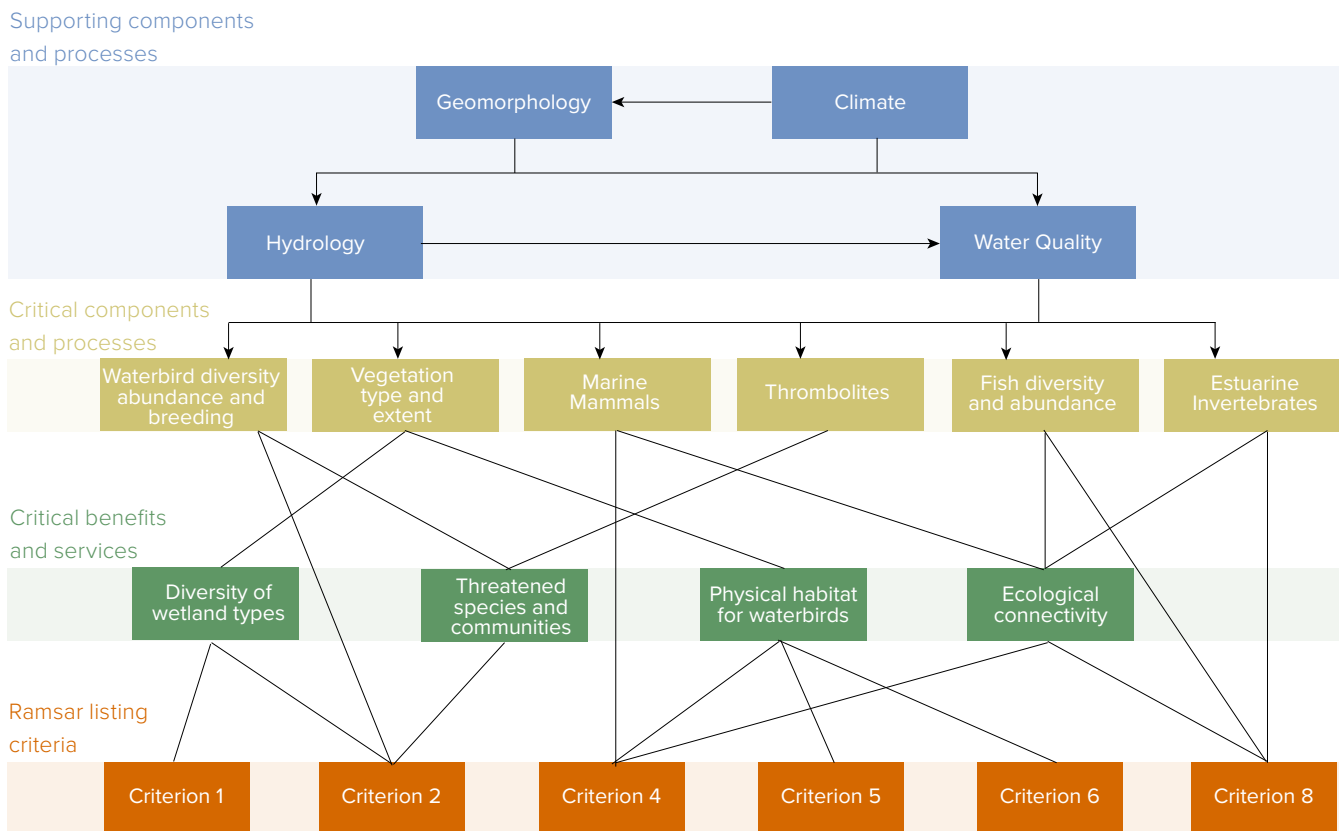 Supporting components
and processes
Geomorphology
Climate
Hydrology
Water Quality
Critical components
and processes
Waterbird diversity
abundance and
breeding
Vegetation
type and
extent
Marine
Mammals
Thrombolites
Fish diversity
and abundance
Estuarine
Invertebrates
Critical benefits
and services
Diversity of
wetland types
Threatened
species and
communities
Physical habitat
for waterbirds
Ecological
connectivity
Ramsar listing
criteria
Criterion 1
Criterion 2
Criterion 4
Criterion 5
Criterion 6
Criterion 8